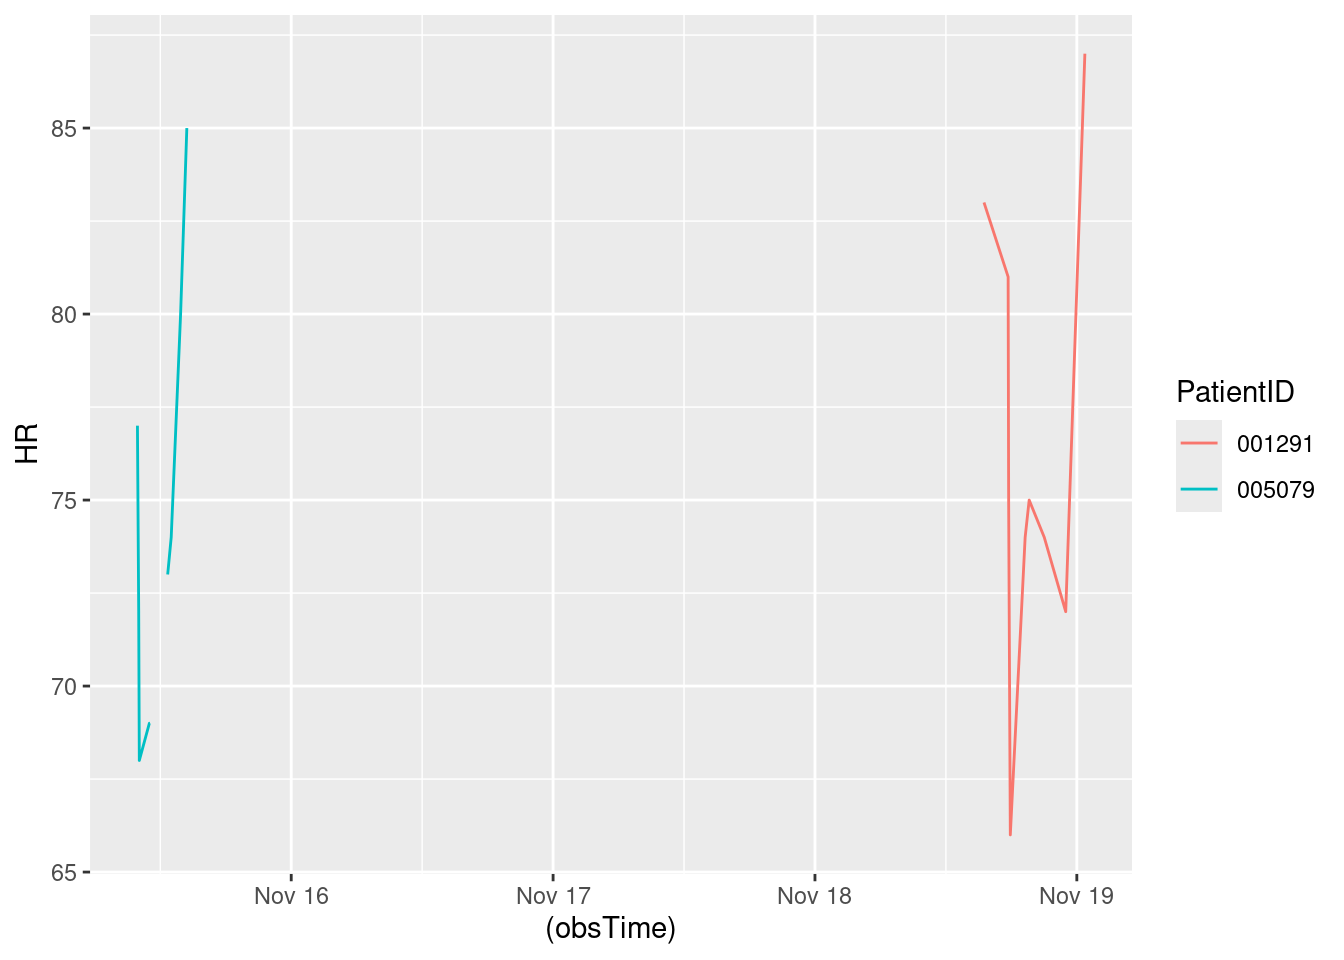 HR
85
80
75
70
65
Nov 16
Nov 17
Nov 18
Nov 19
(obsTime)
PatientID
001291
005079